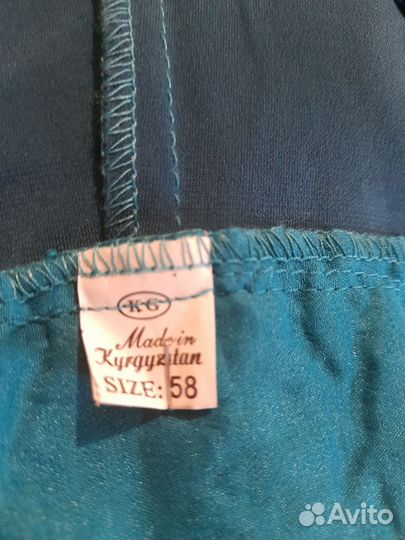 KG
Made in
Kyrgyzstan
SIZE: 58
Avito